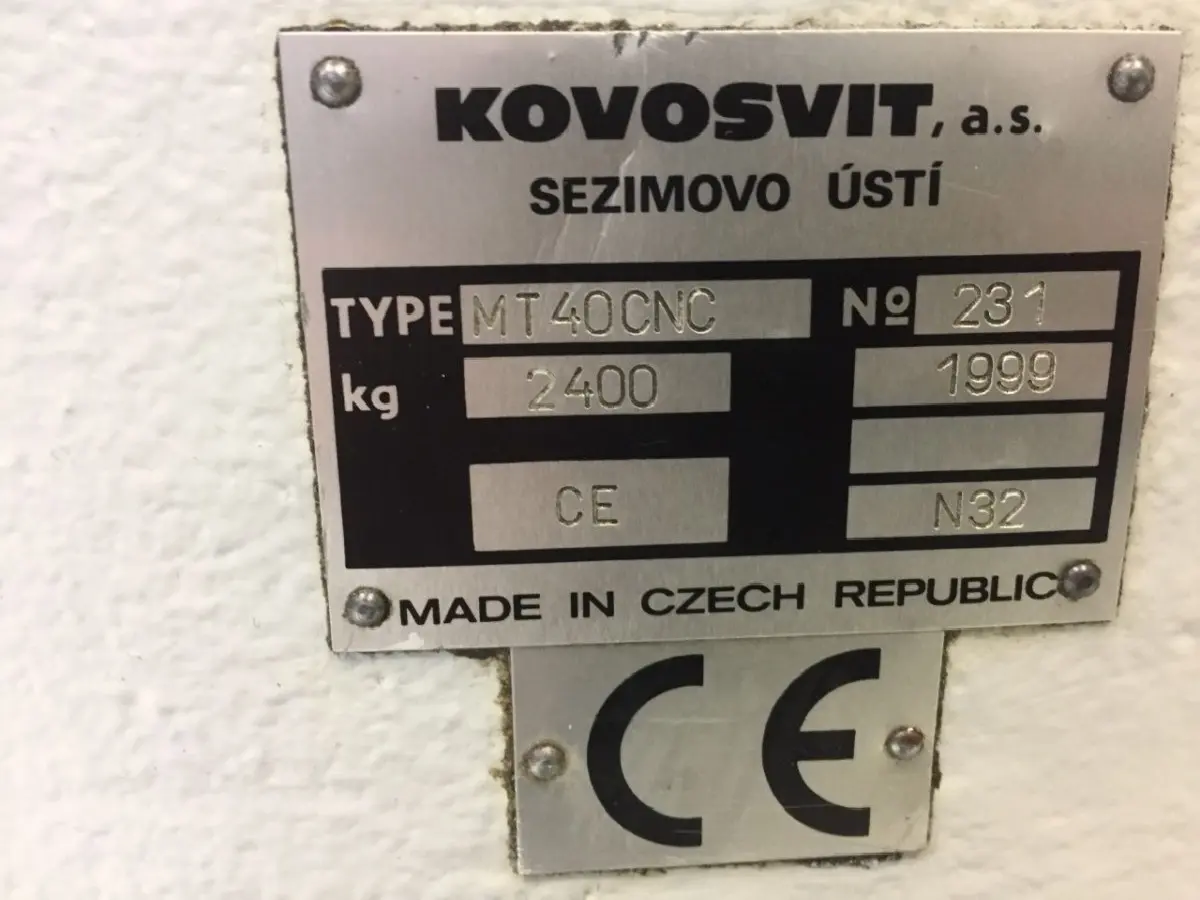 KOVOSVIT, a.s.
SEZIMOVO ÚSTÍ
TYPE MT40CNC Nº 231
kg 2400 1999
CE N32
MADE IN CZECH REPUBLIC
CE